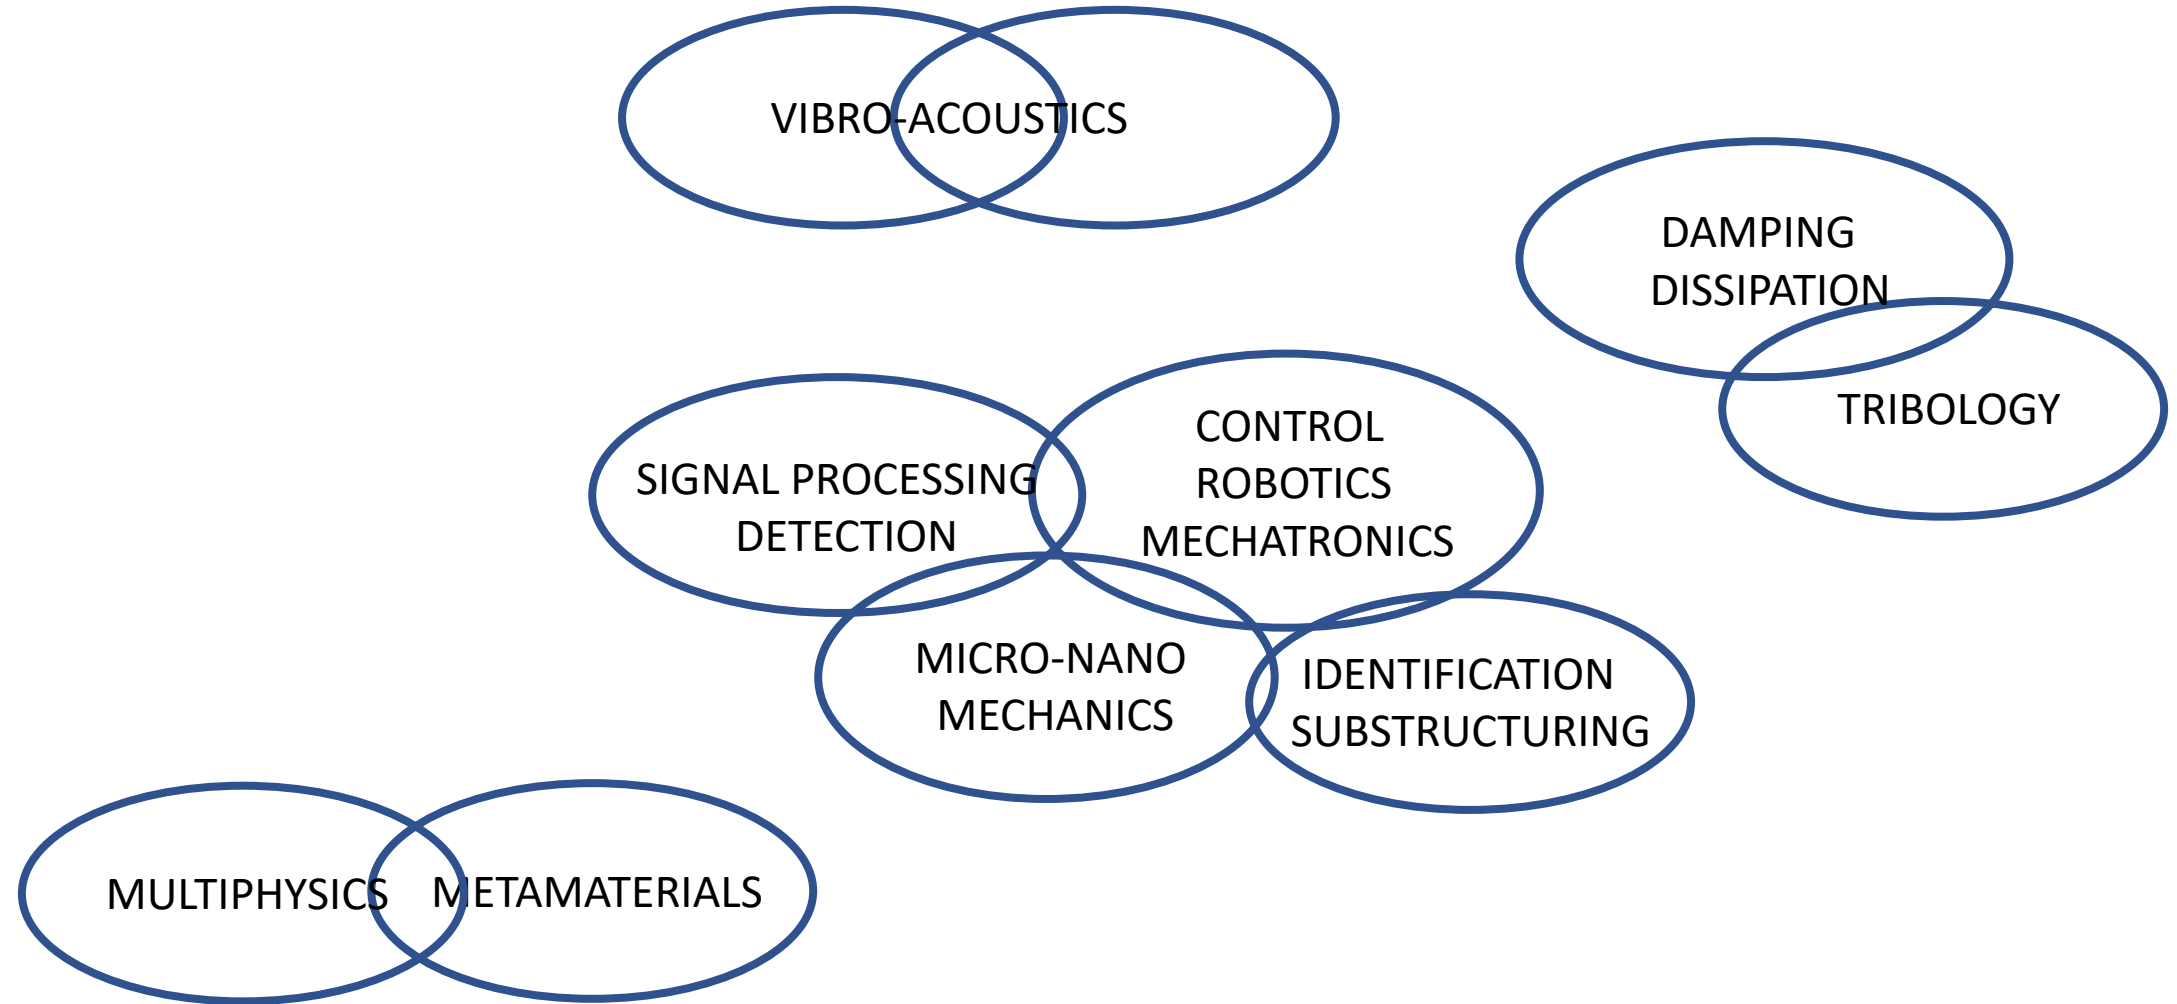 VIBRO-ACOUSTICS
DAMPING
DISSIPATION
TRIBOLOGY
SIGNAL PROCESSING
DETECTION
CONTROL
ROBOTICS
MECHATRONICS
MICRO-NANO
MECHANICS
IDENTIFICATION
SUBSTRUCTURING
MULTIPHYSICS
METAMATERIALS